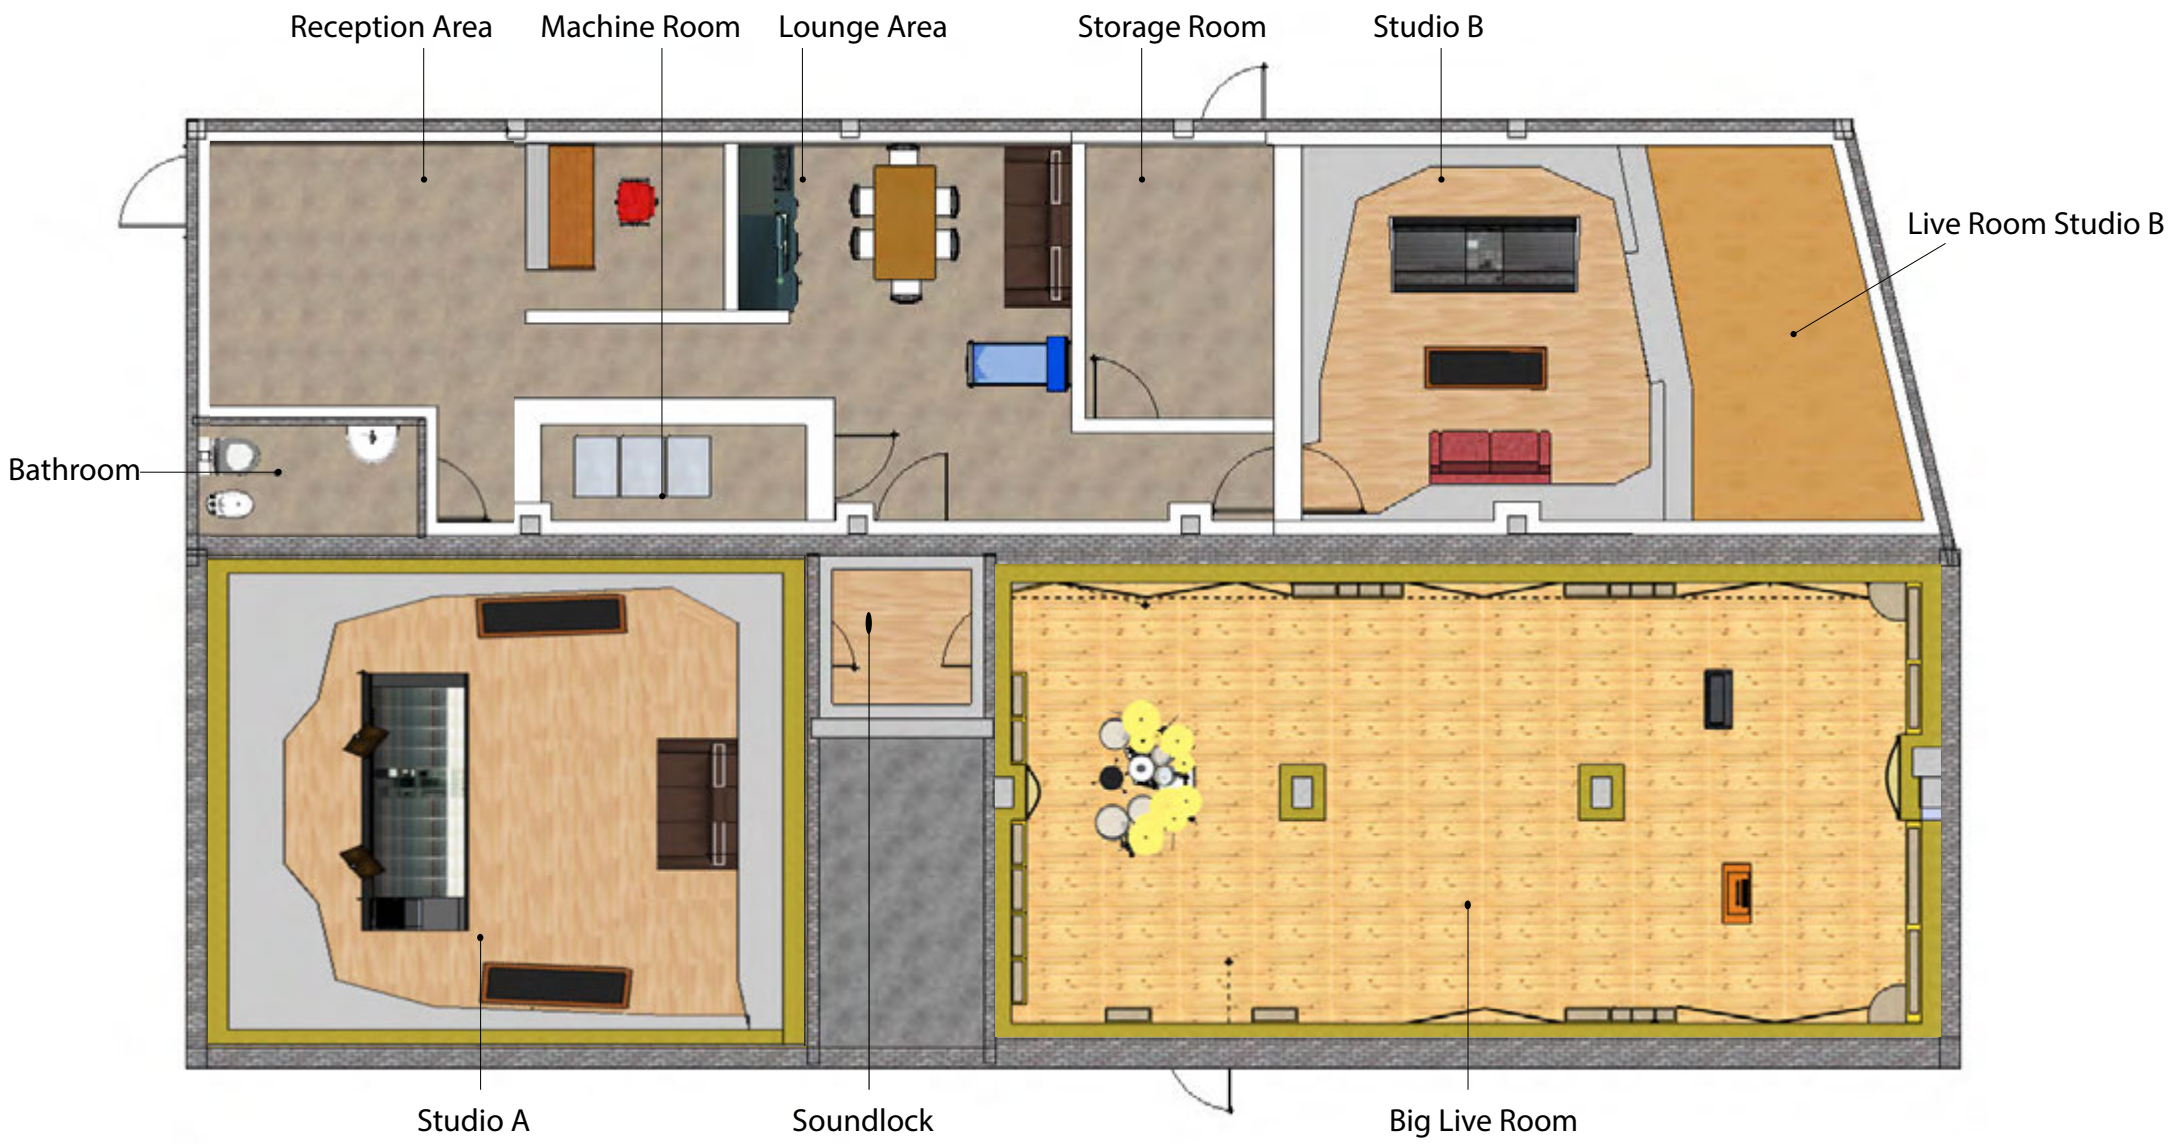 Reception Area
Machine Room
Lounge Area
Storage Room
Studio B
Live Room Studio B
Bathroom
Studio A
Soundlock
Big Live Room